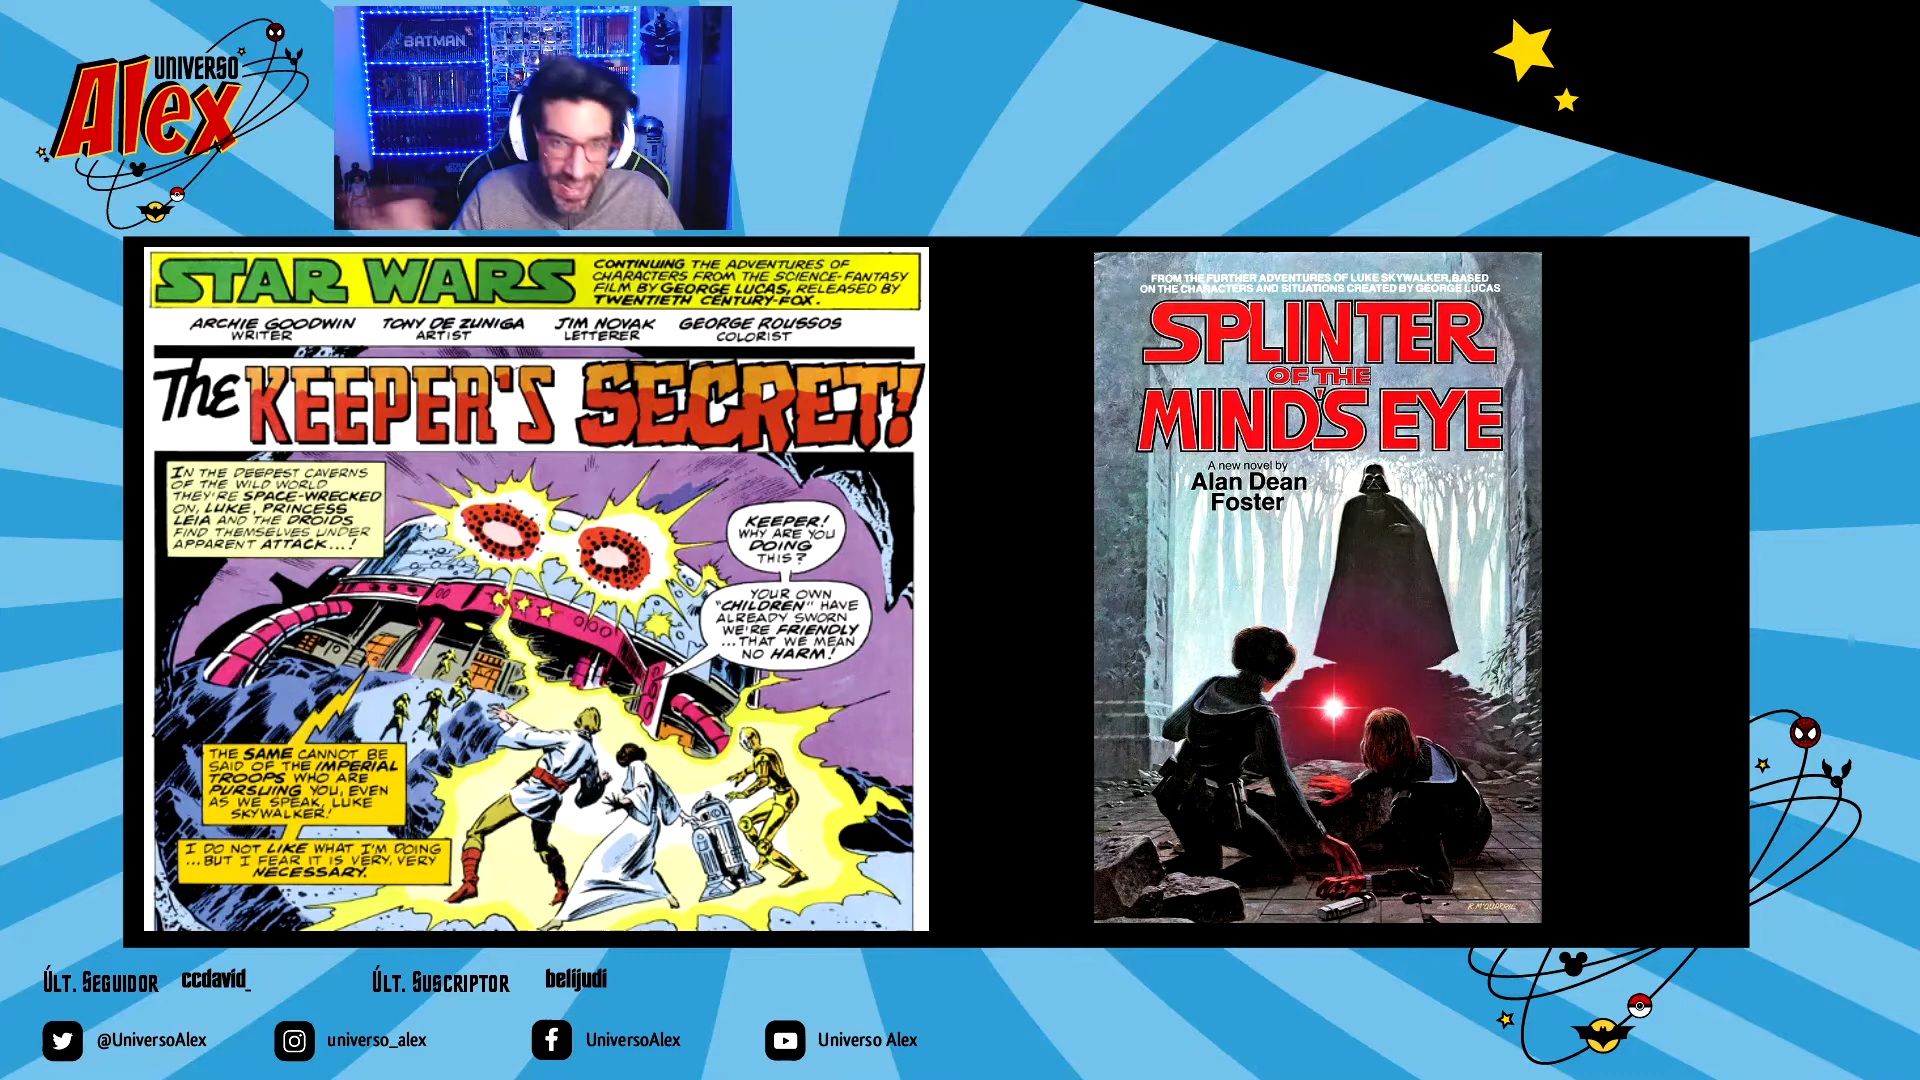 UNIVERSO
Alex
BATMAN
STAR WARS
CONTINUING THE ADVENTURES OF
CHARACTERS FROM THE SCIENCE-FANTASY
FILM BY GEORGE LUCAS, RELEASED BY
TWENTIETH CENTURY-FOX.
ARCHIE GOODWIN
WRITER
TONY DE ZUNIGA
ARTIST
JIM NOVAK
LETTERER
GEORGE ROUSSOS
COLORIST
The KEEPER'S SECRET!
IN THE DEEPEST CAVERNS
OF THE WILD WORLD
THEY'RE SPACE-WRECKED
ON, LUKE, PRINCESS
LEIA AND THE DROIDS
FIND THEMSELVES UNDER
APPARENT ATTACK...!
KEEPER!
WHY ARE YOU
DOING
THIS?
YOUR OWN
"CHILDREN" HAVE
ALREADY SWORN
WE'RE FRIENDLY
...THAT WE MEAN
NO HARM!
THE SAME CANNOT BE
SAID OF THE IMPERIAL
TROOPS WHO ARE
PURSUING YOU, EVEN
AS WE SPEAK, LUKE
SKYWALKER!
I DO NOT LIKE WHAT I'M DOING
...BUT I FEAR IT IS VERY, VERY
NECESSARY.
FROM THE FURTHER ADVENTURES OF LUKE SKYWALKER, BASED
ON THE CHARACTERS AND SITUATIONS CREATED BY GEORGE LUCAS
SPLINTER
OF THE
MIND'S EYE
A new novel by
Alan Dean
Foster
R. McQUARRIE
ÚLT. SEGUIDOR ccdavid_
ÚLT. SUSCRIPTOR belijudi
@UniversoAlex
universo_alex
UniversoAlex
Universo Alex